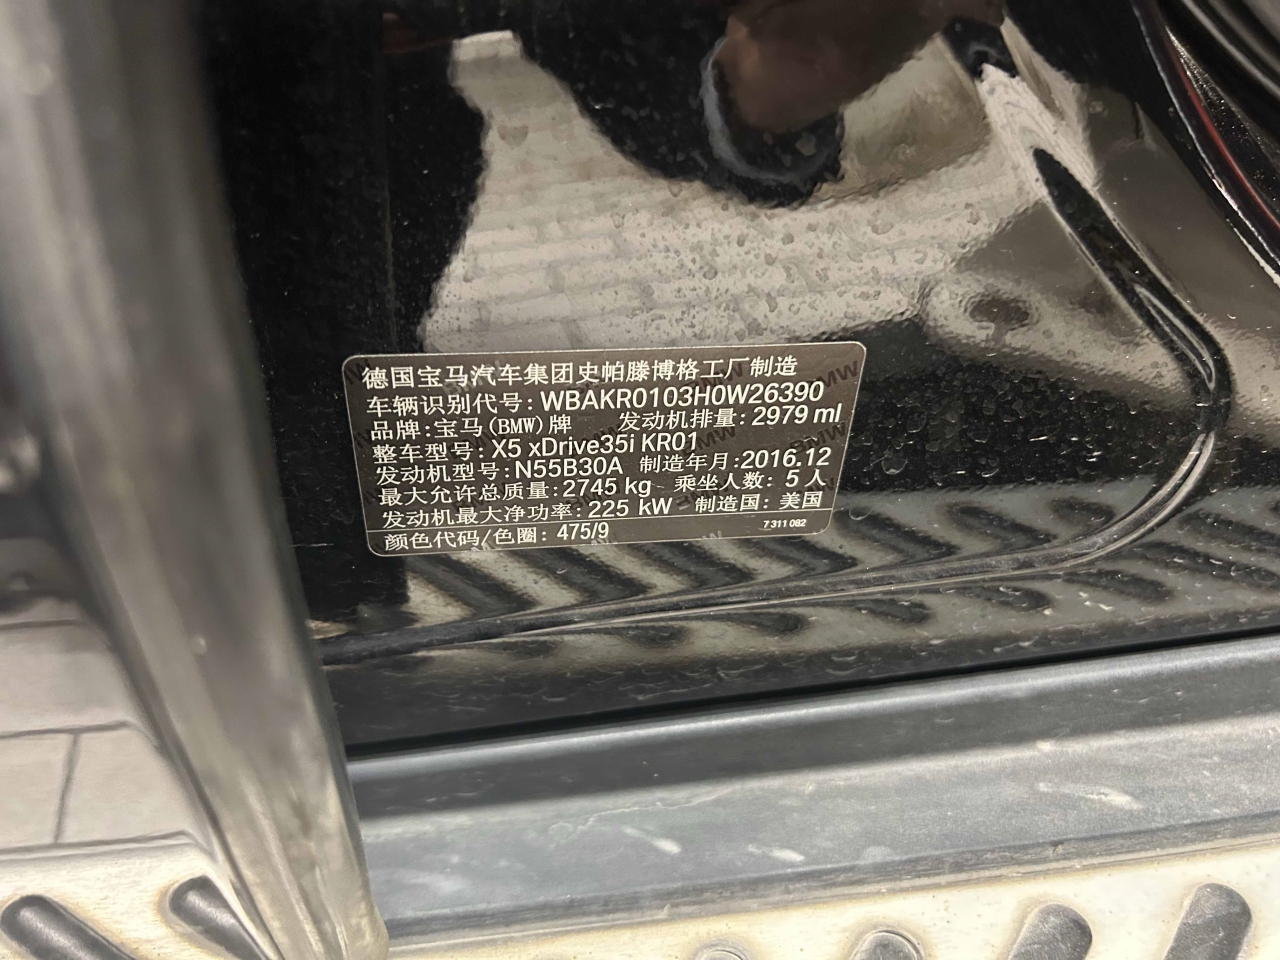 德国宝马汽车集团史帕滕博格工厂制造
车辆识别代号: WBAKR0103H0W26390
品牌:宝马(BMW)牌 发动机排量: 2979 ml
整车型号: X5 xDrive35i KR01
发动机型号:N55B30A 制造年月:2016.12
最大允许总质量:2745 kg 乘坐人数: 5 人
发动机最大净功率:225 kW 制造国: 美国
颜色代码/色圈: 475/9 7 311 082